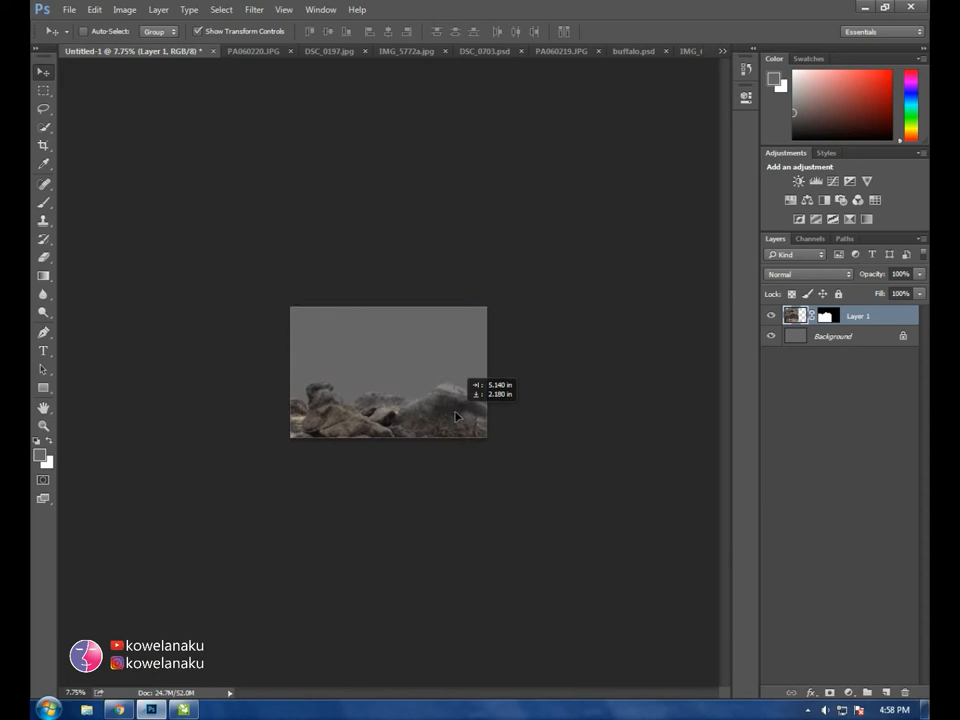 Ps File Edit Image Layer Type Select Filter View Window Help
Auto-Select: Group Show Transform Controls Essentials
Untitled-1 @ 7.75% (Layer 1, RGB/8) * PA060220.JPG DSC_0197.jpg IMG_5772a.jpg DSC_0703.psd PA060219.JPG buffalo.psd IMG_
Color Swatches
Adjustments Styles
Add an adjustment
Layers Channels Paths
Kind
Normal Opacity: 100%
Lock: Fill: 100%
Layer 1
Background
5.140 in
2.180 in
kowelanaku
kowelanaku
7.75% Doc: 24.7M/52.0M
4:58 PM